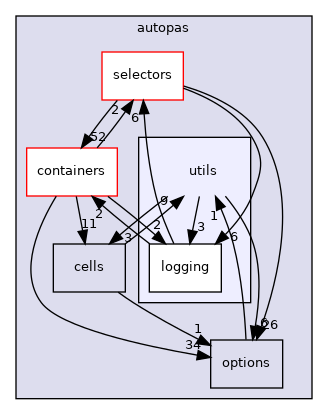 autopas
selectors
2
52
6
containers
utils
9
1
11
2
2
3
3
6
cells
logging
1
34
26
options